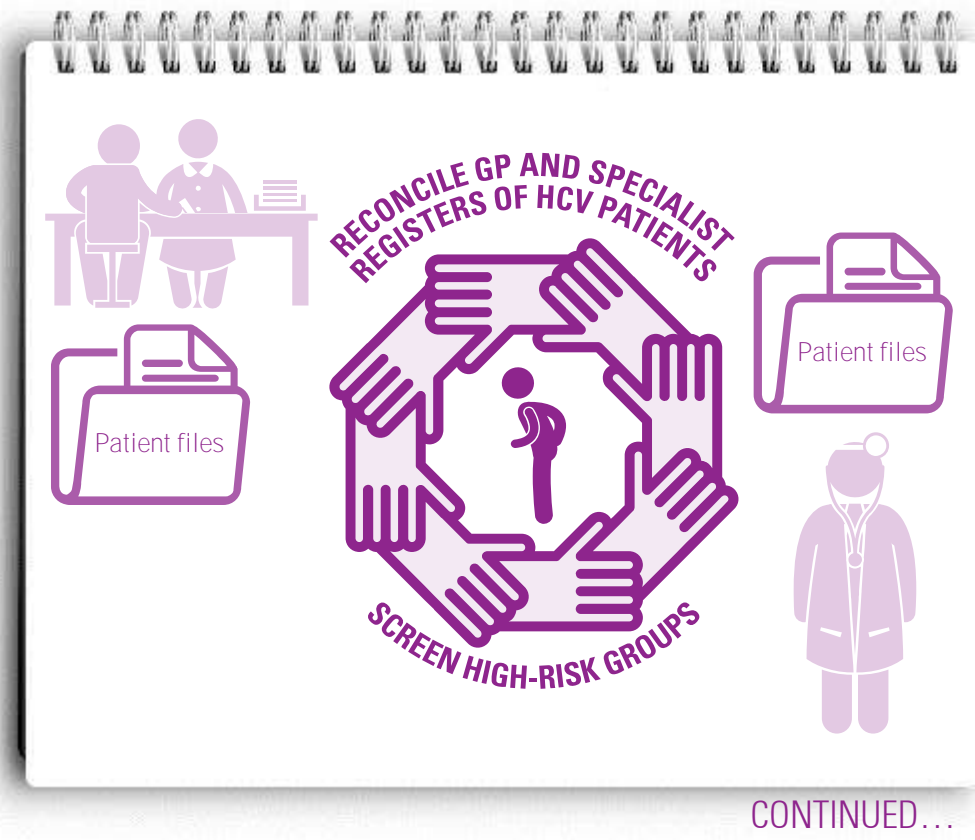 RECONCILE GP AND SPECIALIST
REGISTERS OF HCV PATIENTS
Patient files
Patient files
SCREEN HIGH-RISK GROUPS
CONTINUED...